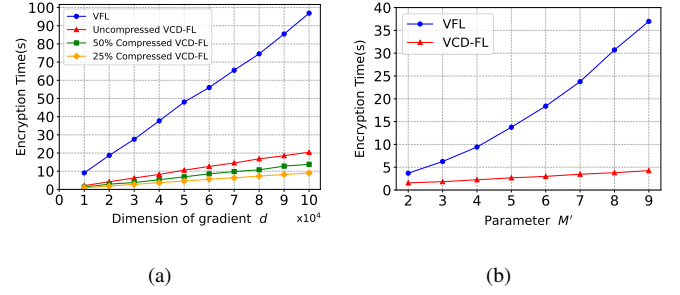 100
90
80
70
60
50
40
30
20
10
0
Encryption Time(s)
VFL
Uncompressed VCD-FL
50% Compressed VCD-FL
25% Compressed VCD-FL
0 1 2 3 4 5 6 7 8 9 10
x10⁴
Dimension of gradient d
(a)
40
35
30
25
20
15
10
5
0
Encryption Time(s)
VFL
VCD-FL
2 3 4 5 6 7 8 9
Parameter M′
(b)